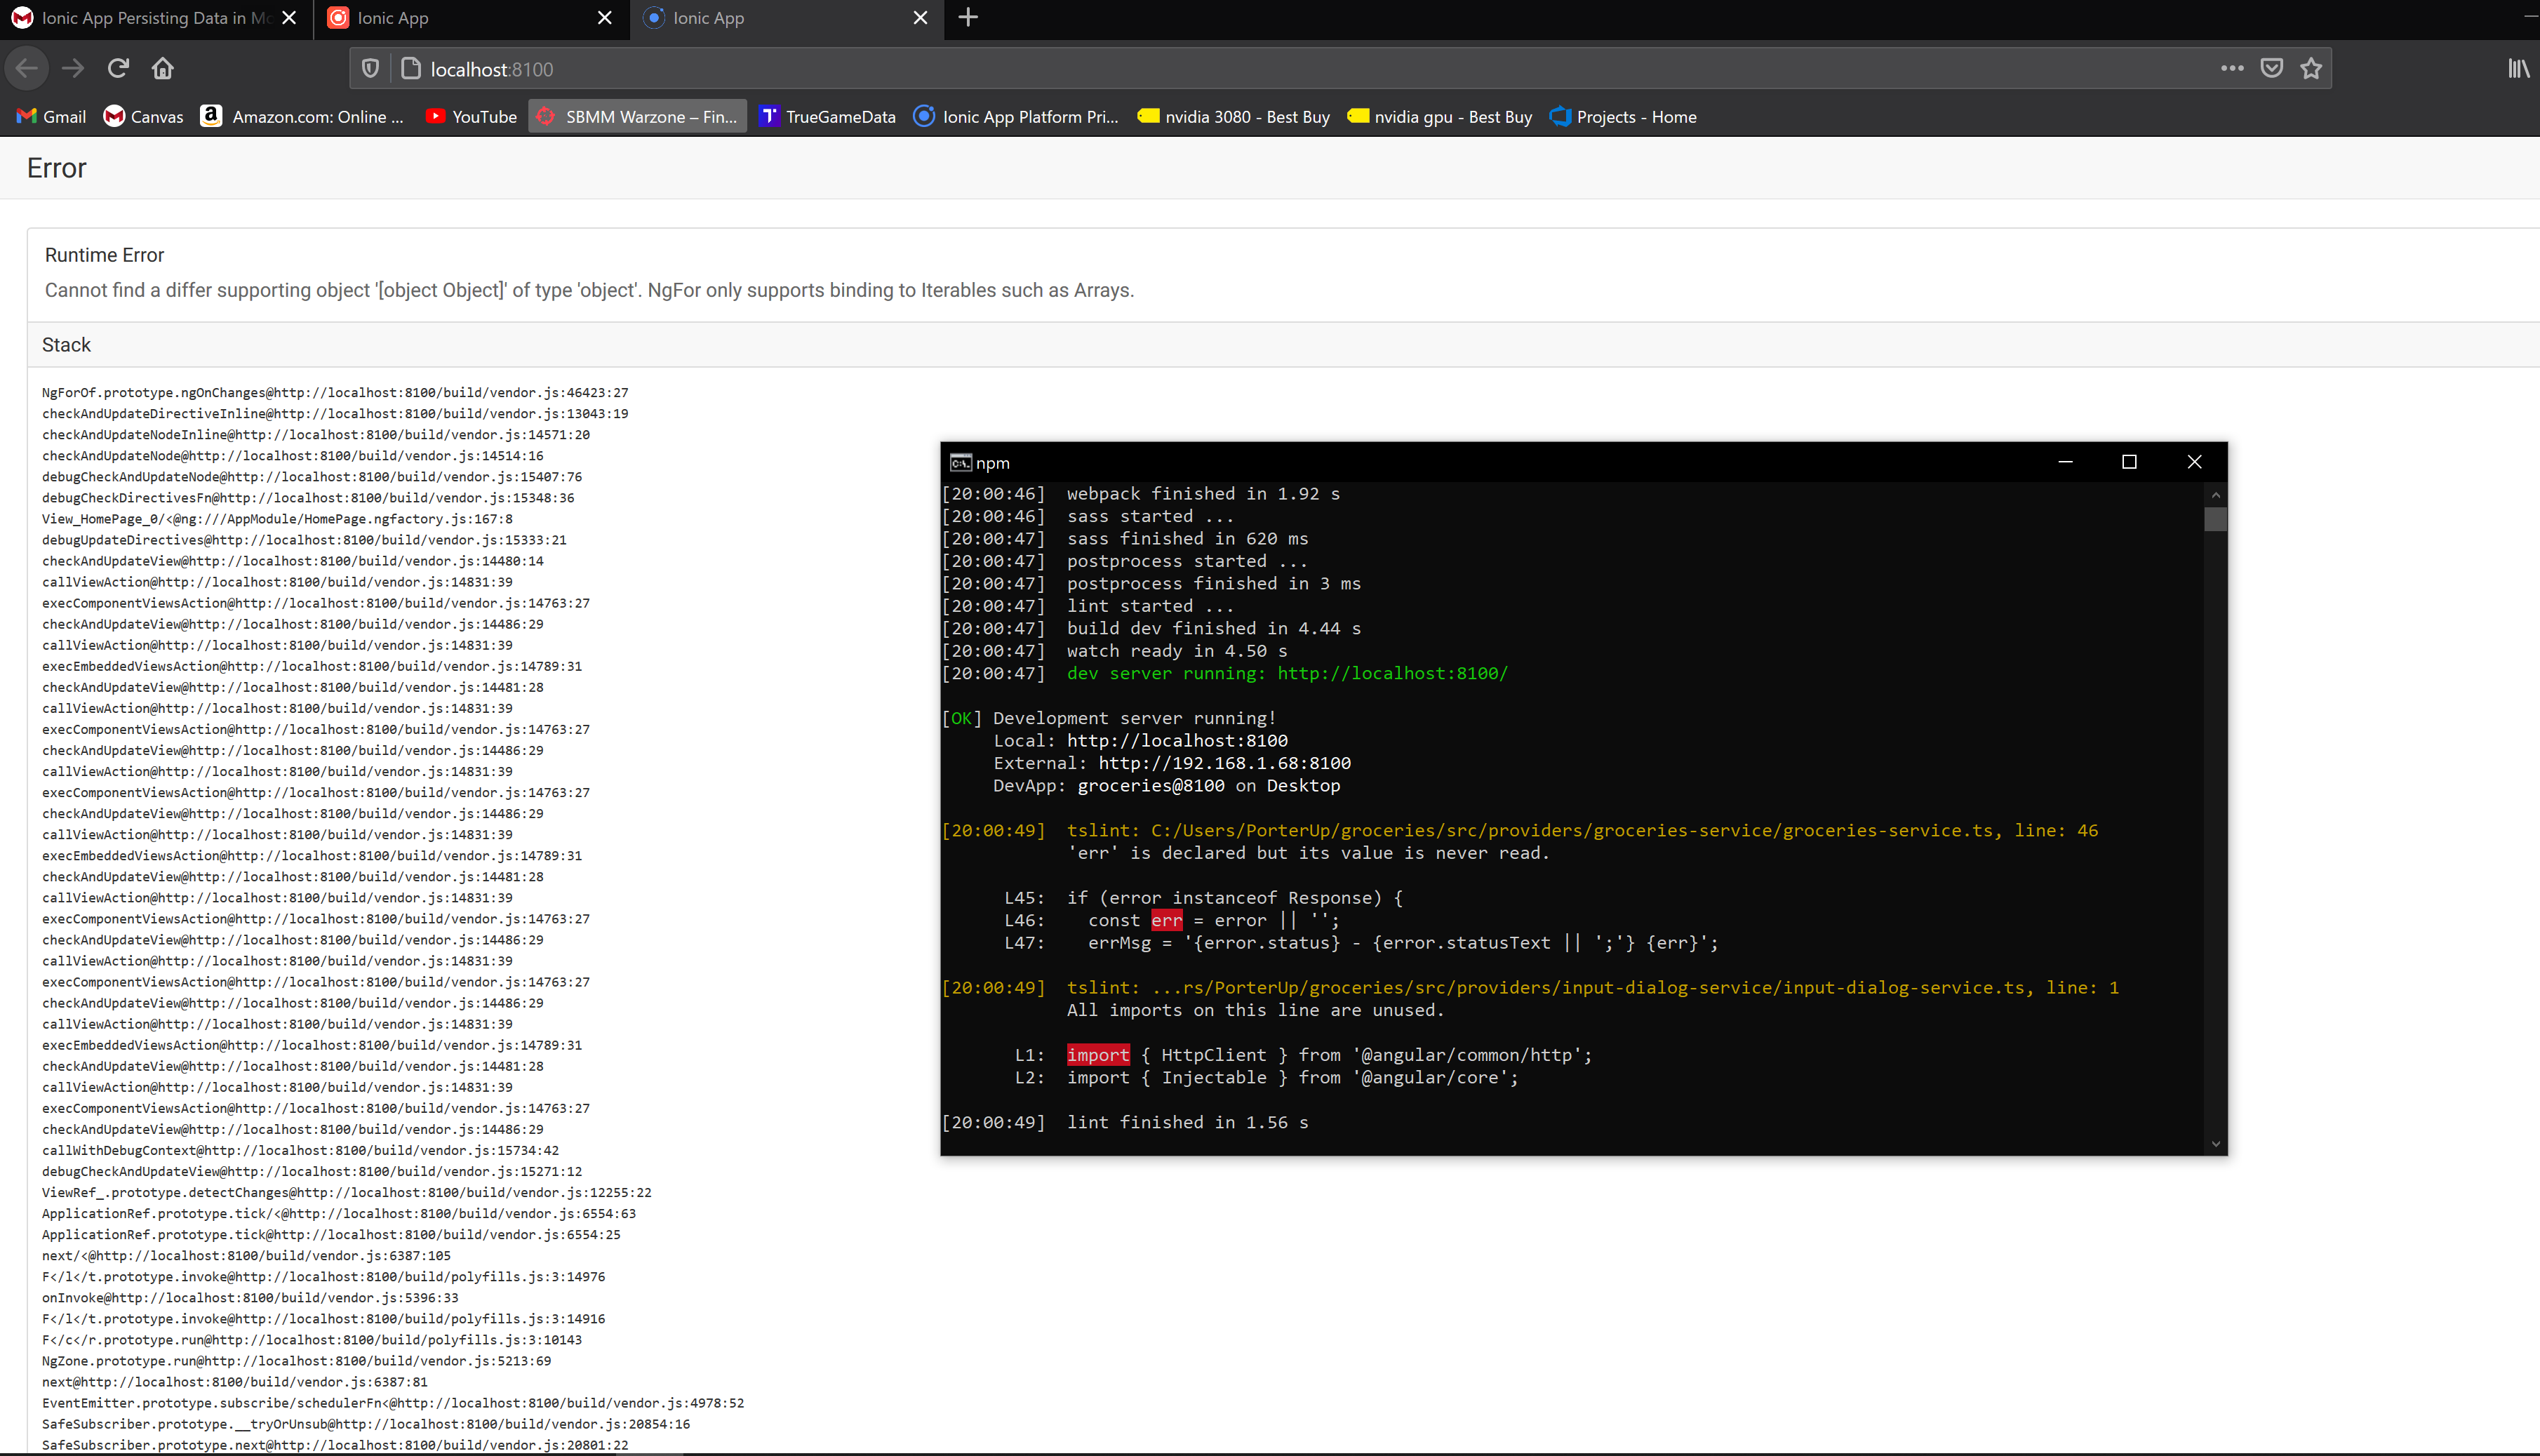 Ionic App Persisting Data in Mo
Ionic App
Ionic App
localhost:8100
Gmail
Canvas
Amazon.com: Online ...
YouTube
SBMM Warzone – Fin...
TrueGameData
Ionic App Platform Pri...
nvidia 3080 - Best Buy
nvidia gpu - Best Buy
Projects - Home
Error
Runtime Error
Cannot find a differ supporting object '[object Object]' of type 'object'. NgFor only supports binding to Iterables such as Arrays.
Stack
NgForOf.prototype.ngOnChanges@http://localhost:8100/build/vendor.js:46423:27
checkAndUpdateDirectiveInline@http://localhost:8100/build/vendor.js:13043:19
checkAndUpdateNodeInline@http://localhost:8100/build/vendor.js:14571:20
checkAndUpdateNode@http://localhost:8100/build/vendor.js:14514:16
debugCheckAndUpdateNode@http://localhost:8100/build/vendor.js:15407:76
debugCheckDirectivesFn@http://localhost:8100/build/vendor.js:15348:36
View_HomePage_0/<@ng:///AppModule/HomePage.ngfactory.js:167:8
debugUpdateDirectives@http://localhost:8100/build/vendor.js:15333:21
checkAndUpdateView@http://localhost:8100/build/vendor.js:14480:14
callViewAction@http://localhost:8100/build/vendor.js:14831:39
execComponentViewsAction@http://localhost:8100/build/vendor.js:14763:27
checkAndUpdateView@http://localhost:8100/build/vendor.js:14486:29
callViewAction@http://localhost:8100/build/vendor.js:14831:39
execEmbeddedViewsAction@http://localhost:8100/build/vendor.js:14789:31
checkAndUpdateView@http://localhost:8100/build/vendor.js:14481:28
callViewAction@http://localhost:8100/build/vendor.js:14831:39
execComponentViewsAction@http://localhost:8100/build/vendor.js:14763:27
checkAndUpdateView@http://localhost:8100/build/vendor.js:14486:29
callViewAction@http://localhost:8100/build/vendor.js:14831:39
execComponentViewsAction@http://localhost:8100/build/vendor.js:14763:27
checkAndUpdateView@http://localhost:8100/build/vendor.js:14486:29
callViewAction@http://localhost:8100/build/vendor.js:14831:39
execEmbeddedViewsAction@http://localhost:8100/build/vendor.js:14789:31
checkAndUpdateView@http://localhost:8100/build/vendor.js:14481:28
callViewAction@http://localhost:8100/build/vendor.js:14831:39
execComponentViewsAction@http://localhost:8100/build/vendor.js:14763:27
checkAndUpdateView@http://localhost:8100/build/vendor.js:14486:29
callViewAction@http://localhost:8100/build/vendor.js:14831:39
execComponentViewsAction@http://localhost:8100/build/vendor.js:14763:27
checkAndUpdateView@http://localhost:8100/build/vendor.js:14486:29
callViewAction@http://localhost:8100/build/vendor.js:14831:39
execEmbeddedViewsAction@http://localhost:8100/build/vendor.js:14789:31
checkAndUpdateView@http://localhost:8100/build/vendor.js:14481:28
callViewAction@http://localhost:8100/build/vendor.js:14831:39
execComponentViewsAction@http://localhost:8100/build/vendor.js:14763:27
checkAndUpdateView@http://localhost:8100/build/vendor.js:14486:29
callWithDebugContext@http://localhost:8100/build/vendor.js:15734:42
debugCheckAndUpdateView@http://localhost:8100/build/vendor.js:15271:12
ViewRef_.prototype.detectChanges@http://localhost:8100/build/vendor.js:12255:22
ApplicationRef.prototype.tick/<@http://localhost:8100/build/vendor.js:6554:63
ApplicationRef.prototype.tick@http://localhost:8100/build/vendor.js:6554:25
next/<@http://localhost:8100/build/vendor.js:6387:105
F</l</t.prototype.invoke@http://localhost:8100/build/polyfills.js:3:14976
onInvoke@http://localhost:8100/build/vendor.js:5396:33
F</l</t.prototype.invoke@http://localhost:8100/build/polyfills.js:3:14916
F</c</r.prototype.run@http://localhost:8100/build/polyfills.js:3:10143
NgZone.prototype.run@http://localhost:8100/build/vendor.js:5213:69
next@http://localhost:8100/build/vendor.js:6387:81
EventEmitter.prototype.subscribe/schedulerFn<@http://localhost:8100/build/vendor.js:4978:52
SafeSubscriber.prototype.__tryOrUnsub@http://localhost:8100/build/vendor.js:20854:16
SafeSubscriber.prototype.next@http://localhost:8100/build/vendor.js:20801:22
npm
[20:00:46] webpack finished in 1.92 s
[20:00:46] sass started ...
[20:00:47] sass finished in 620 ms
[20:00:47] postprocess started ...
[20:00:47] postprocess finished in 3 ms
[20:00:47] lint started ...
[20:00:47] build dev finished in 4.44 s
[20:00:47] watch ready in 4.50 s
[20:00:47] dev server running: http://localhost:8100/
[OK] Development server running!
Local: http://localhost:8100
External: http://192.168.1.68:8100
DevApp: groceries@8100 on Desktop
[20:00:49] tslint: C:/Users/PorterUp/groceries/src/providers/groceries-service/groceries-service.ts, line: 46
'err' is declared but its value is never read.
L45: if (error instanceof Response) {
L46: const err = error || '';
L47: errMsg = '{error.status} - {error.statusText || ';'} {err}';
[20:00:49] tslint: ...rs/PorterUp/groceries/src/providers/input-dialog-service/input-dialog-service.ts, line: 1
All imports on this line are unused.
L1: import { HttpClient } from '@angular/common/http';
L2: import { Injectable } from '@angular/core';
[20:00:49] lint finished in 1.56 s